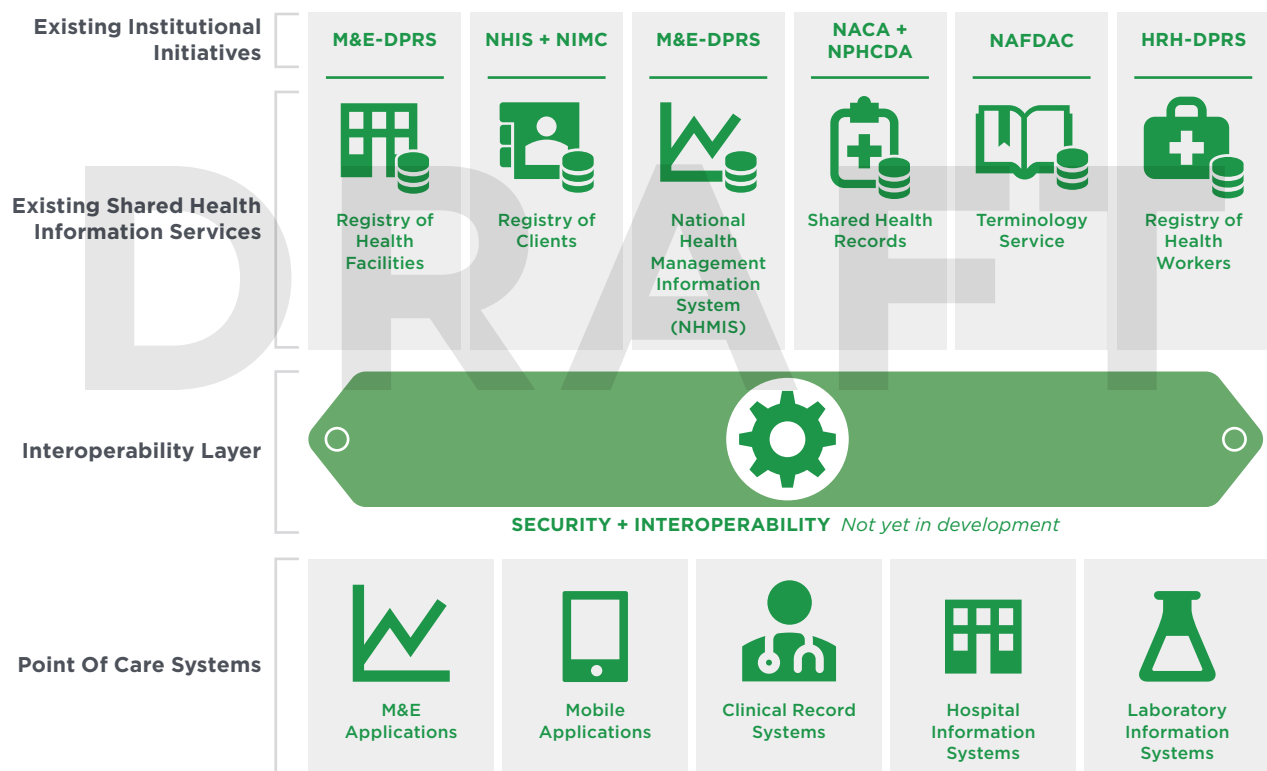 Existing Institutional
Initiatives
M&E-DPRS
NHIS + NIMC
M&E-DPRS
NACA +
NPHCDA
NAFDAC
HRH-DPRS
Existing Shared Health
Information Services
Registry of
Health
Facilities
Registry of
Clients
National
Health
Management
Information
System
(NHMIS)
Shared Health
Records
Terminology
Service
Registry of
Health
Workers
DRAFT
Interoperability Layer
SECURITY + INTEROPERABILITY Not yet in development
Point Of Care Systems
M&E
Applications
Mobile
Applications
Clinical Record
Systems
Hospital
Information
Systems
Laboratory
Information
Systems